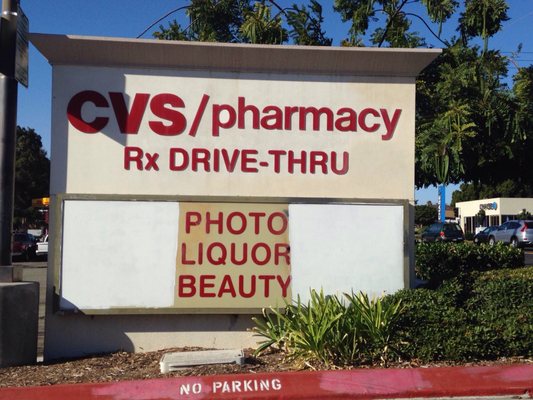 CVS/pharmacy
Rx DRIVE-THRU
PHOTO
LIQUOR
BEAUTY
NO PARKING